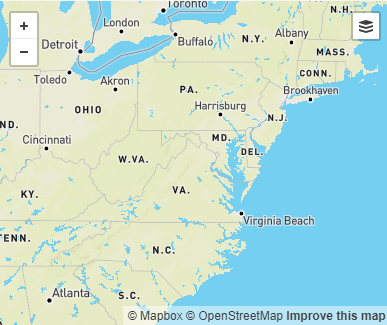 Toronto
N.H.
London
+
Buffalo
N.Y.
Albany
Detroit
MASS.
−
Toledo
CONN.
Akron
PA.
Brookhaven
OHIO
Harrisburg
N.J.
ND.
MD.
Cincinnati
DEL.
W.VA.
KY.
VA.
Virginia Beach
TENN.
N.C.
Atlanta
S.C.
© Mapbox © OpenStreetMap Improve this map